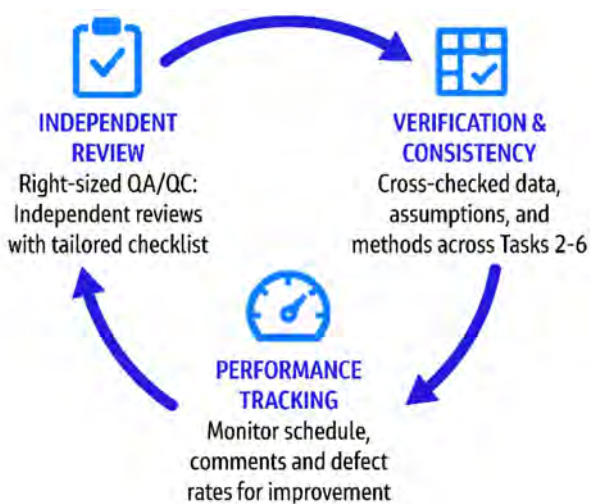 INDEPENDENT
REVIEW
Right-sized QA/QC:
Independent reviews
with tailored checklist
VERIFICATION &
CONSISTENCY
Cross-checked data,
assumptions, and
methods across Tasks 2-6
PERFORMANCE
TRACKING
Monitor schedule,
comments and defect
rates for improvement